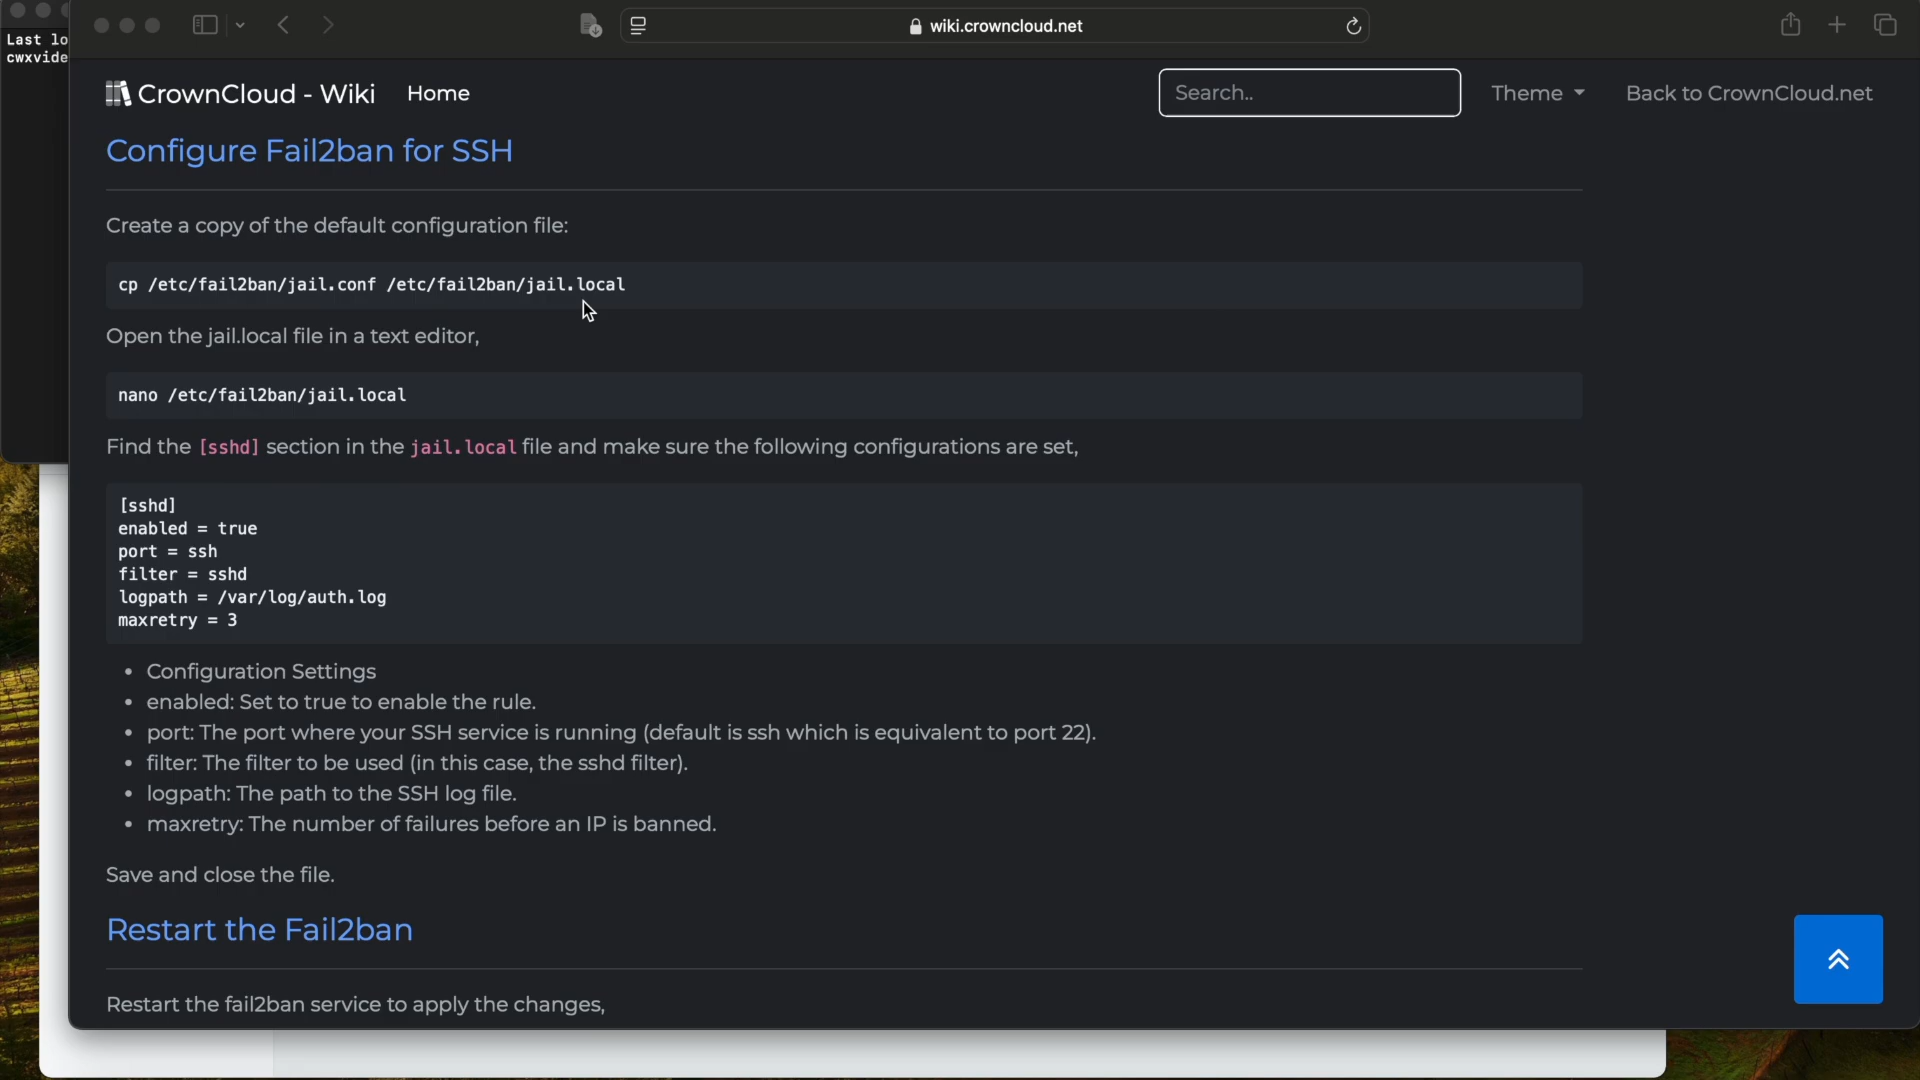 Last lo
cwxvide
wiki.crowncloud.net
CrownCloud - Wiki
Home
Search..
Theme
Back to CrownCloud.net
Configure Fail2ban for SSH
Create a copy of the default configuration file:
cp /etc/fail2ban/jail.conf /etc/fail2ban/jail.local
Open the jail.local file in a text editor,
nano /etc/fail2ban/jail.local
Find the [sshd] section in the jail.local file and make sure the following configurations are set,
[sshd]
enabled = true
port = ssh
filter = sshd
logpath = /var/log/auth.log
maxretry = 3
• Configuration Settings
• enabled: Set to true to enable the rule.
• port: The port where your SSH service is running (default is ssh which is equivalent to port 22).
• filter: The filter to be used (in this case, the sshd filter).
• logpath: The path to the SSH log file.
• maxretry: The number of failures before an IP is banned.
Save and close the file.
Restart the Fail2ban
Restart the fail2ban service to apply the changes,